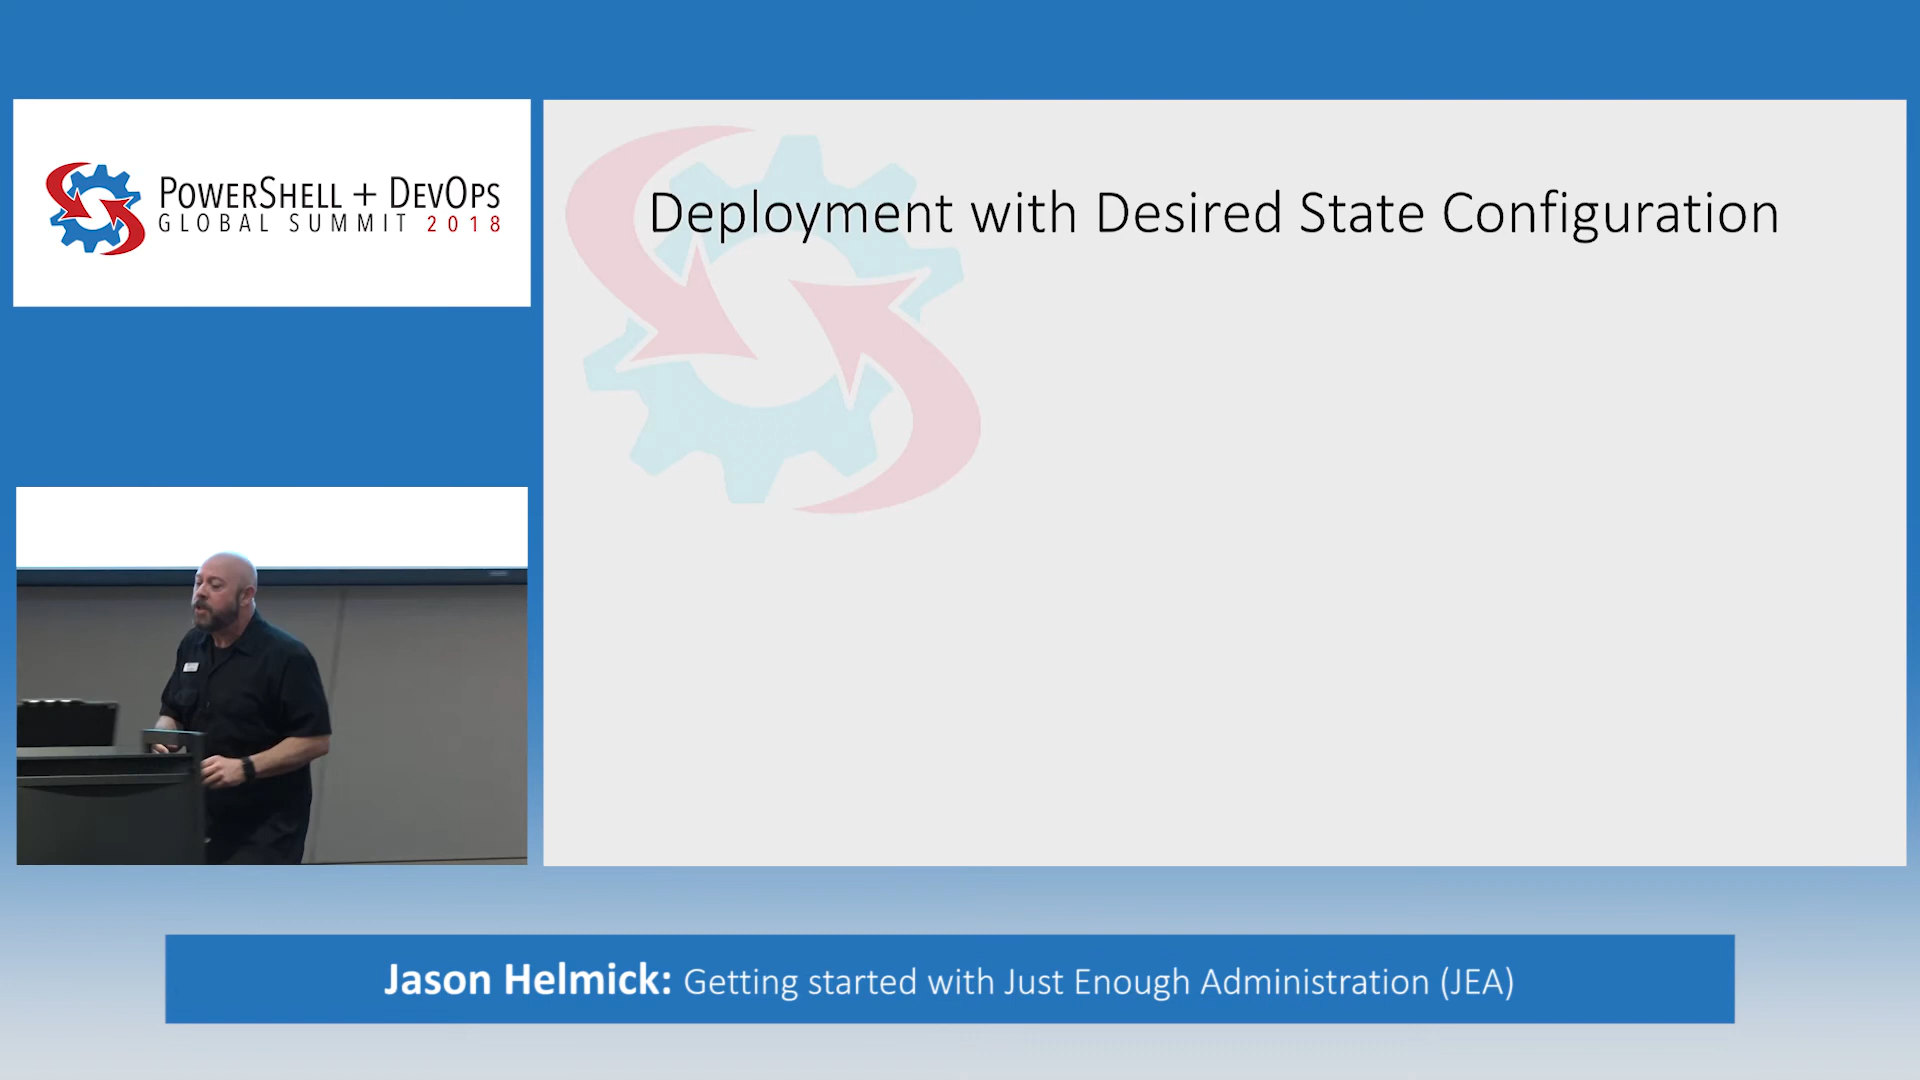 POWERSHELL + DEVOPS
GLOBAL SUMMIT 2018
Deployment with Desired State Configuration
Jason Helmick: Getting started with Just Enough Administration (JEA)